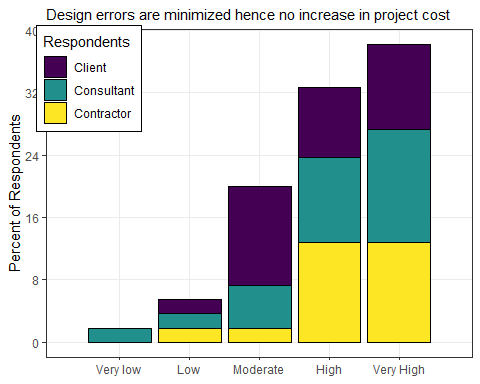 Design errors are minimized hence no increase in project cost
Respondents
Client
Consultant
Contractor
Percent of Respondents
40
32
24
16
8
0
Very low
Low
Moderate
High
Very High